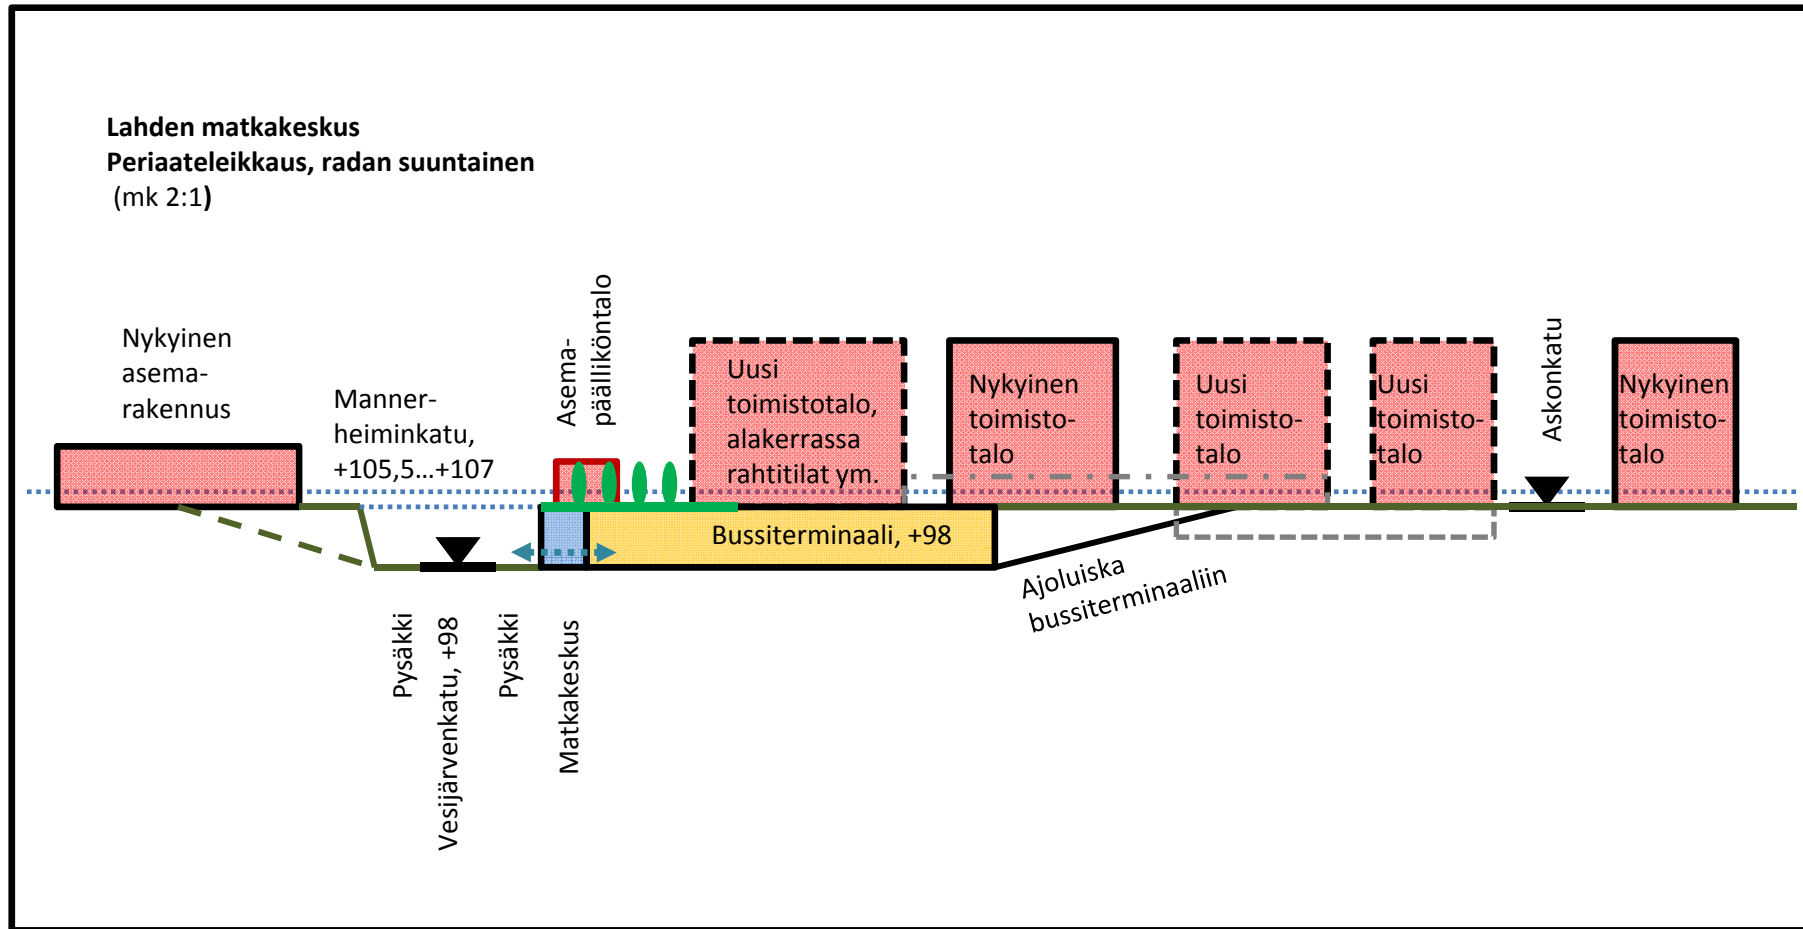 Lahden matkakeskus
Periaateleikkaus, radan suuntainen
(mk 2:1)
Nykyinen
asema-
rakennus
Manner-
heiminkatu,
+105,5...+107
Asema-
päälliköntalo
Uusi
toimistotalo,
alakerrassa
rahtitilat ym.
Nykyinen
toimisto-
talo
Uusi
toimisto-
talo
Uusi
toimisto-
talo
Askonkatu
Nykyinen
toimisto-
talo
Bussiterminaali, +98
Ajoluiska
bussiterminaaliin
Pysäkki
Vesijärvenkatu, +98
Pysäkki
Matkakeskus